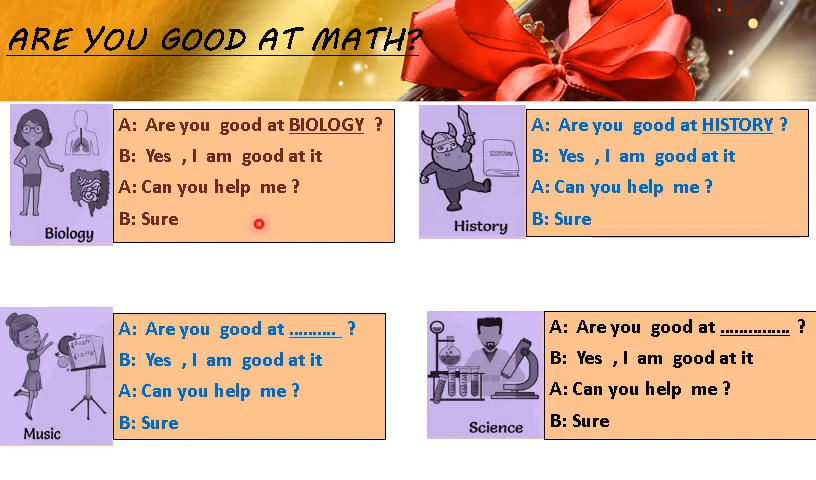 ARE YOU GOOD AT MATH?
A: Are you good at BIOLOGY ?
B: Yes , I am good at it
A: Can you help me ?
B: Sure
Biology
A: Are you good at HISTORY ?
B: Yes , I am good at it
A: Can you help me ?
B: Sure
History
A: Are you good at .......... ?
B: Yes , I am good at it
A: Can you help me ?
B: Sure
Music
A: Are you good at ............... ?
B: Yes , I am good at it
A: Can you help me ?
B: Sure
Science